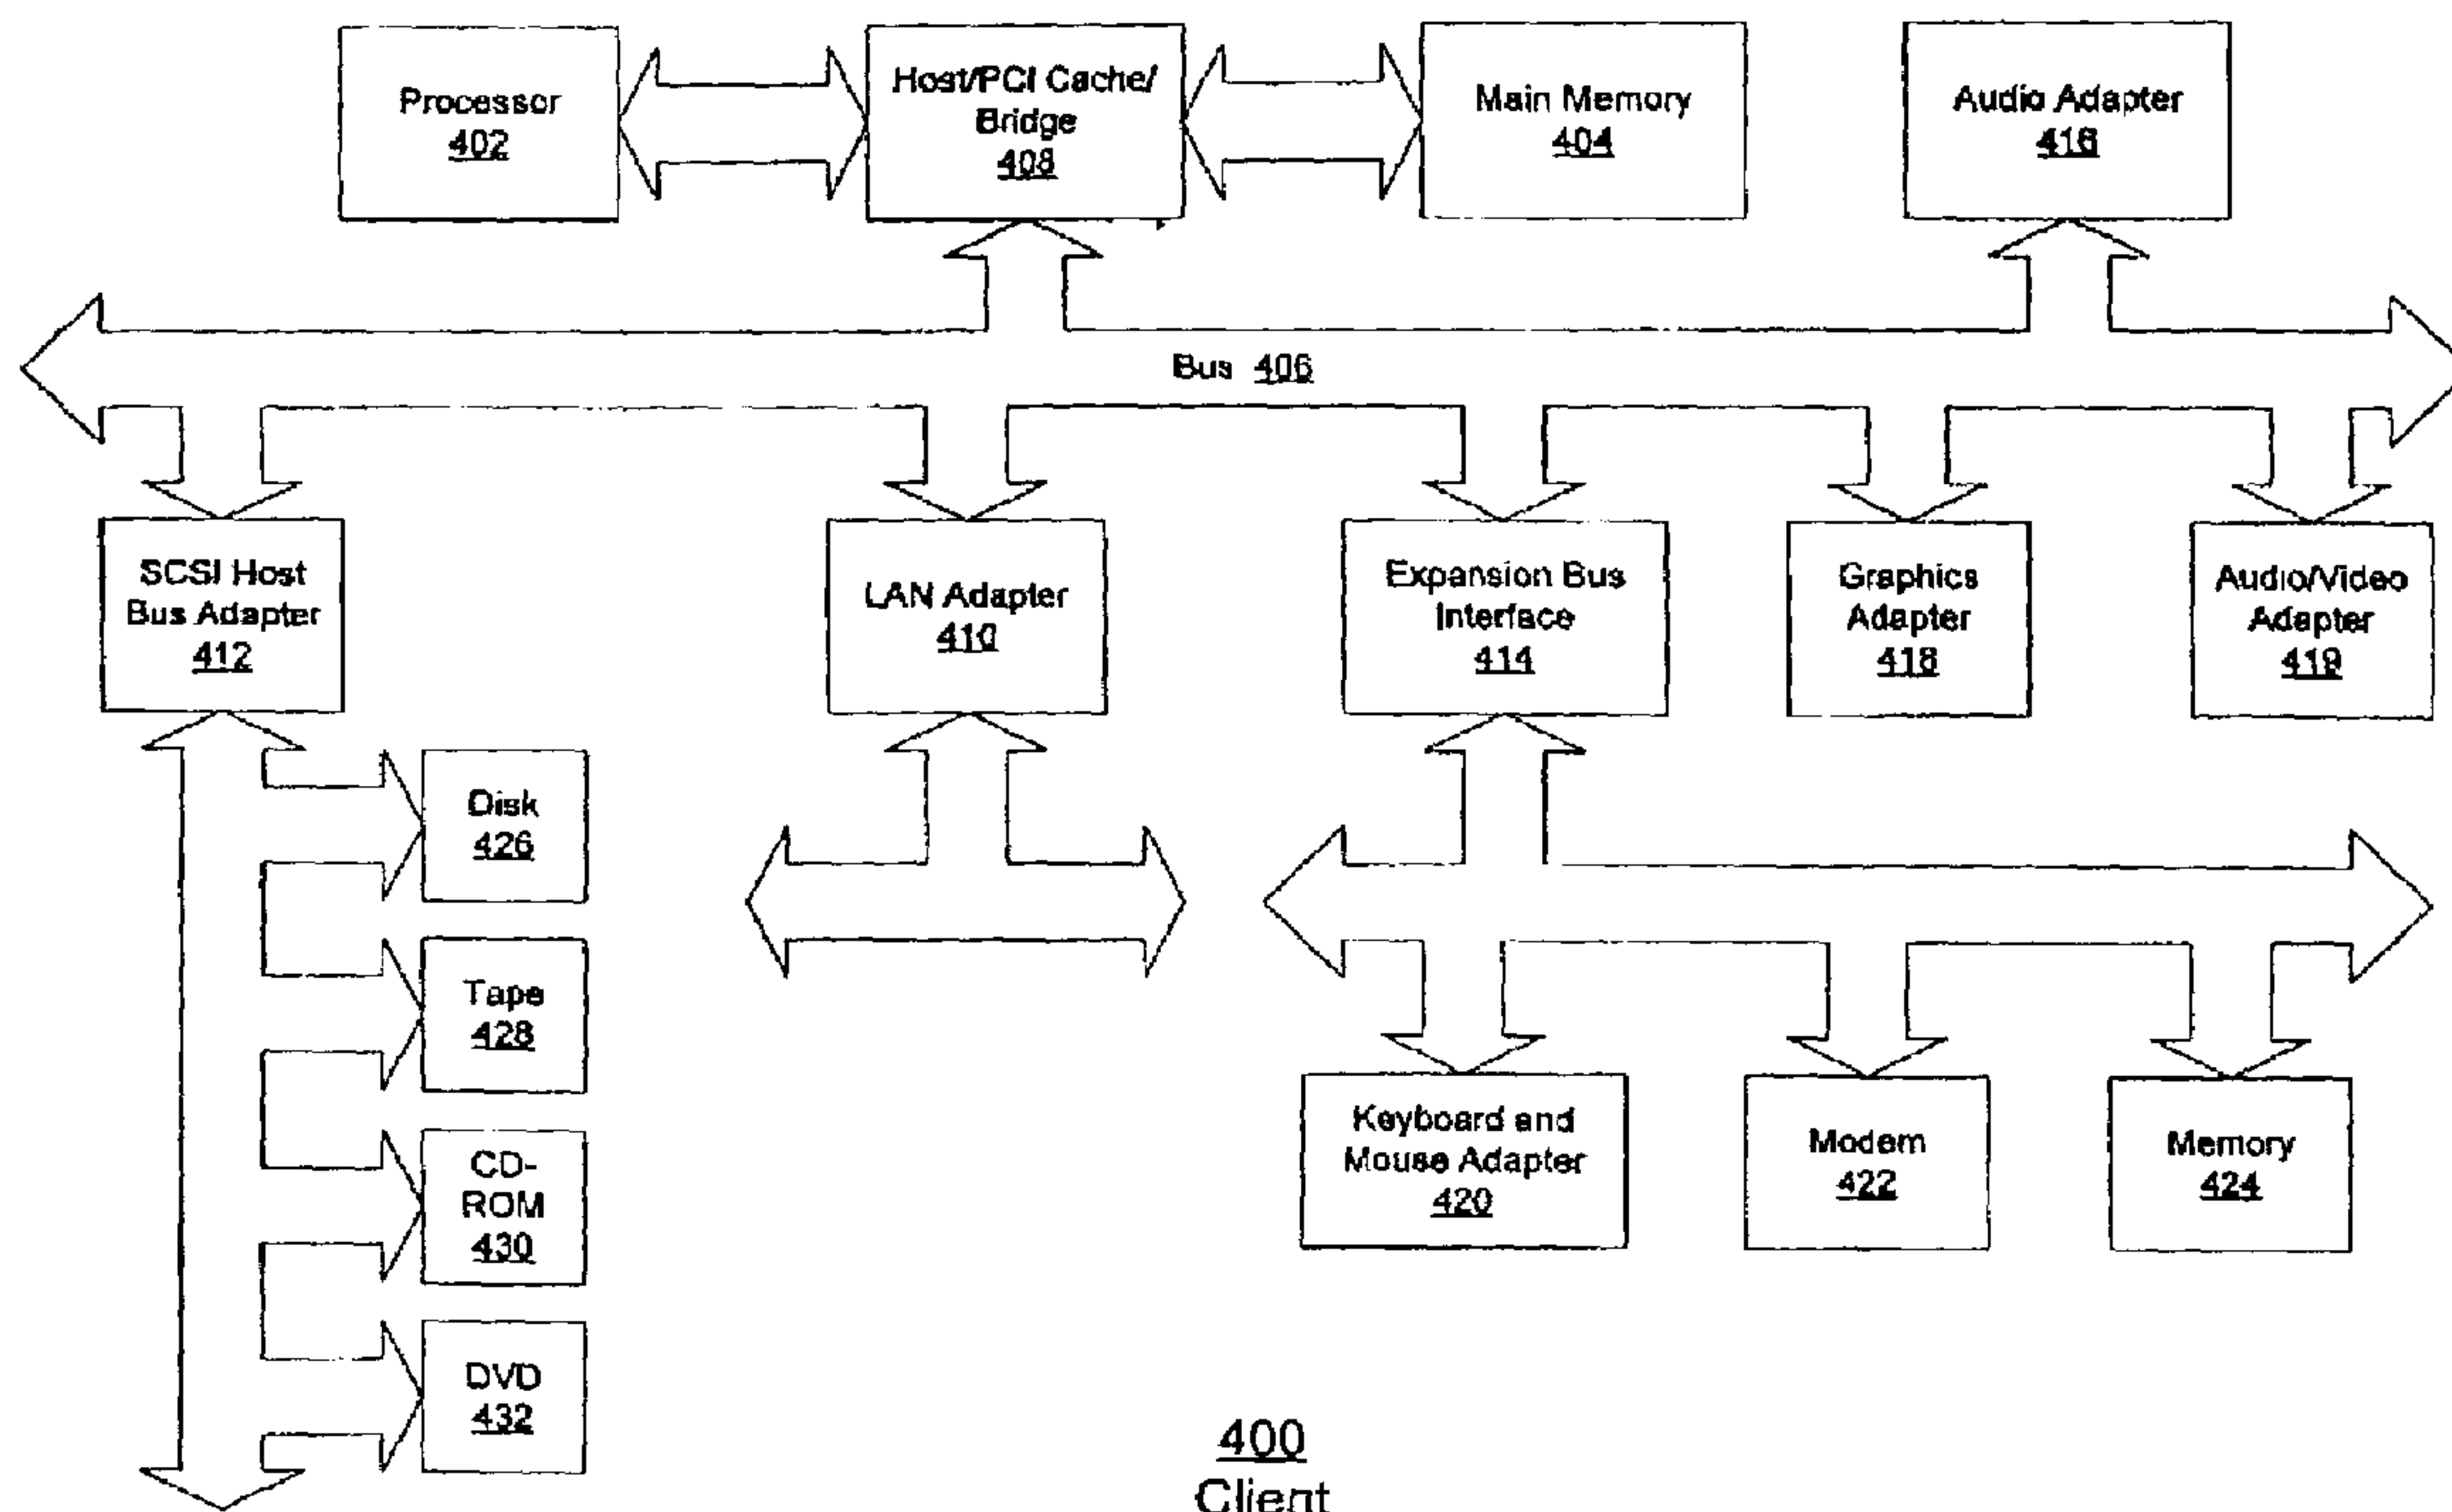 Processor
402
Host/PCI Cache/
Bridge
408
Main Memory
404
Audio Adapter
416
Bus 406
SCSI Host
Bus Adapter
412
LAN Adapter
410
Expansion Bus
Interface
414
Graphics
Adapter
418
Audio/Video
Adapter
419
Disk
426
Tape
428
CD-
ROM
430
DVD
432
Keyboard and
Mouse Adapter
420
Modem
422
Memory
424
400
Client